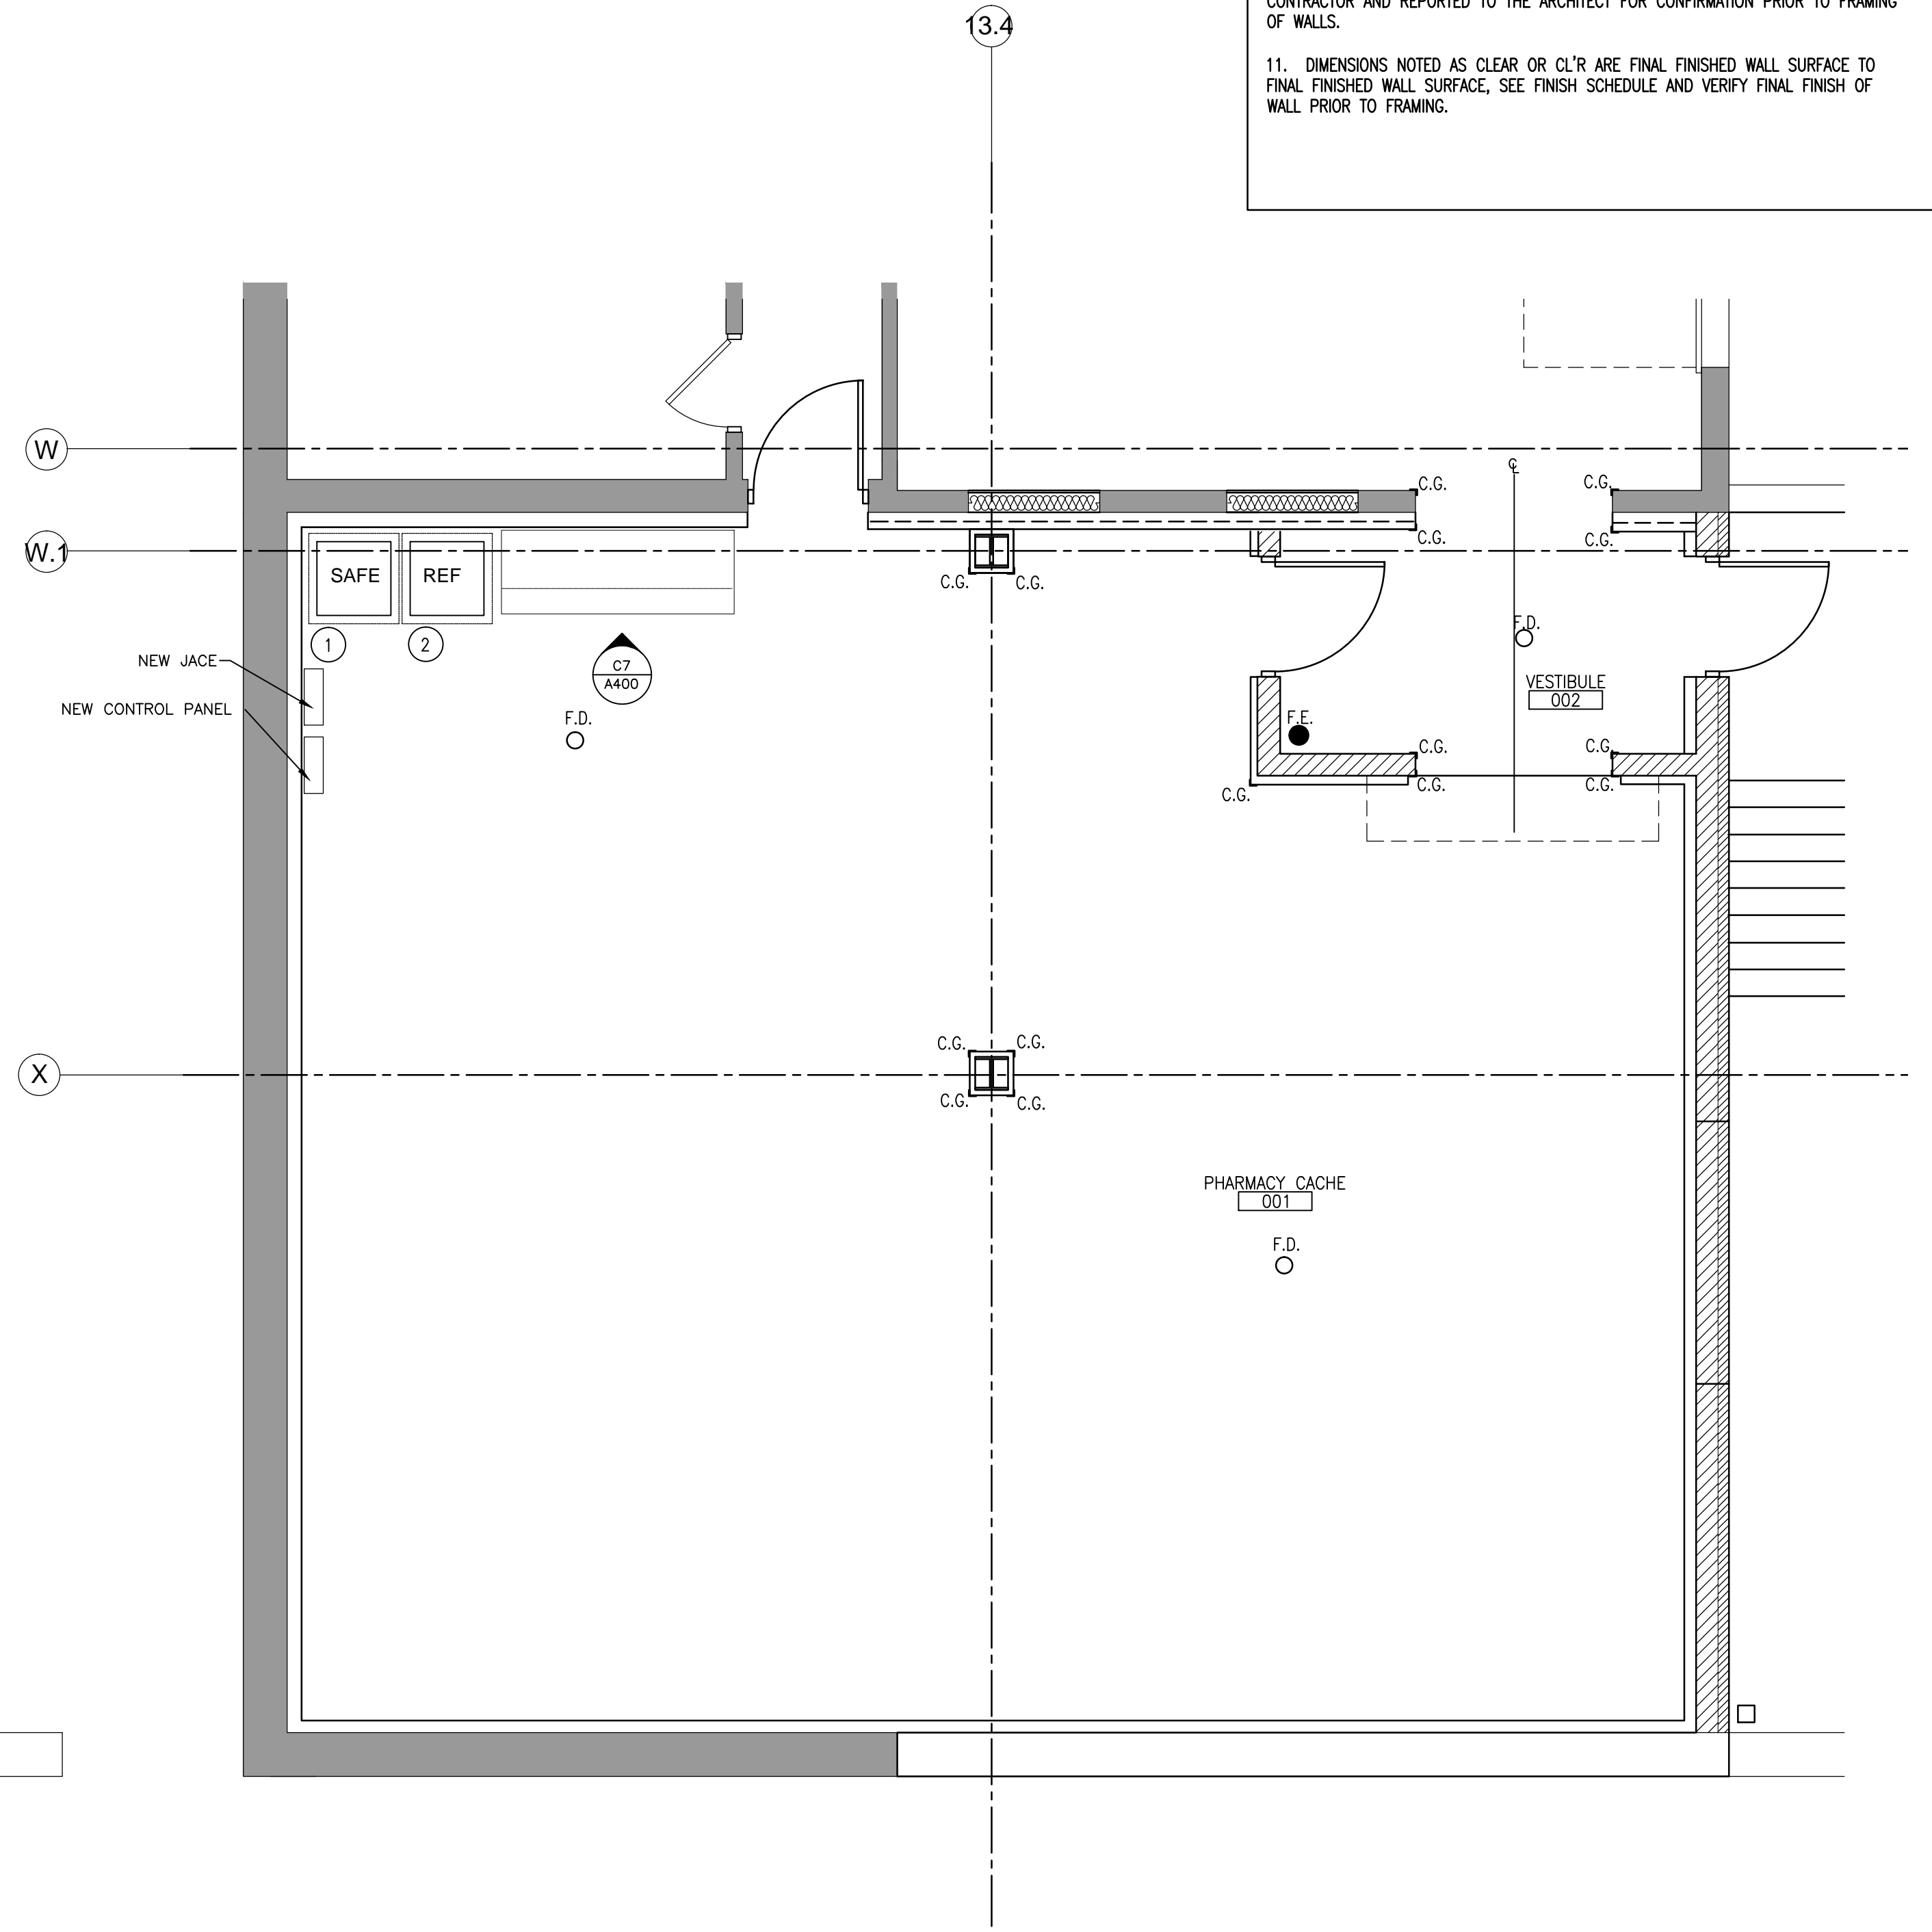 13.4
CONTRACTOR AND REPORTED TO THE ARCHITECT FOR CONFIRMATION PRIOR TO FRAMING
OF WALLS.
11. DIMENSIONS NOTED AS CLEAR OR CL'R ARE FINAL FINISHED WALL SURFACE TO
FINAL FINISHED WALL SURFACE, SEE FINISH SCHEDULE AND VERIFY FINAL FINISH OF
WALL PRIOR TO FRAMING.
W
℄
C.G.
C.G.
C.G.
C.G.
W.1
SAFE
REF
C.G.
C.G.
F.D.
1
2
NEW JACE
C7
A400
VESTIBULE
002
NEW CONTROL PANEL
F.D.
F.E.
C.G.
C.G.
C.G.
C.G.
C.G.
X
C.G.
C.G.
C.G.
C.G.
PHARMACY CACHE
001
F.D.